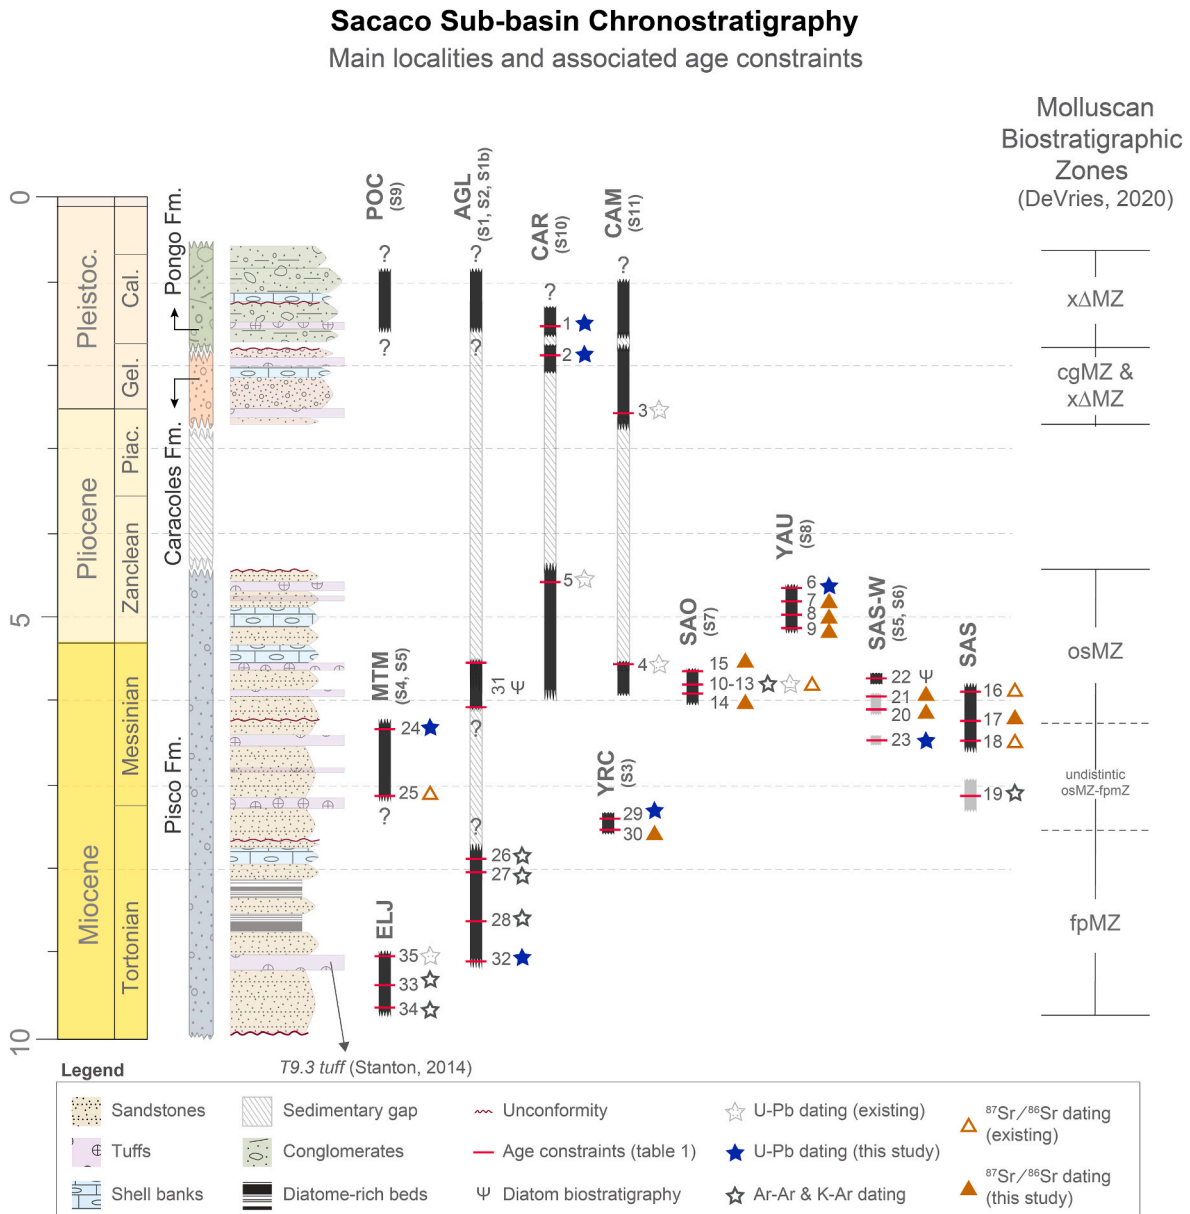 Sacaco Sub-basin Chronostratigraphy
Main localities and associated age constraints
Molluscan
Biostratigraphic
Zones
(DeVries, 2020)
0
5
10
Pleistoc.
Pliocene
Miocene
Cal.
Gel.
Piac.
Zanclean
Messinian
Tortonian
Pongo Fm.
Caracoles Fm.
Pisco Fm.
POC
(S9)
?
?
AGL
(S1, S2, S1b)
?
?
31 Ψ
?
?
26
27
28
32
CAR
(S10)
?
1
2
5
CAM
(S11)
?
3
4
MTM
(S4, S5)
24
25
?
ELJ
35
33
34
YRC
(S3)
29
30
SAO
(S7)
15
10-13
14
YAU
(S8)
6
7
8
9
SAS-W
(S5, S6)
22 Ψ
21
20
23
SAS
16
17
18
19
x∆MZ
cgMZ &
x∆MZ
osMZ
undistintic
osMZ-fpmZ
fpMZ
T9.3 tuff (Stanton, 2014)
Legend
Sandstones
Tuffs
Shell banks
Sedimentary gap
Conglomerates
Diatome-rich beds
Unconformity
Age constraints (table 1)
Ψ Diatom biostratigraphy
U-Pb dating (existing)
U-Pb dating (this study)
Ar-Ar & K-Ar dating
⁸⁷Sr/⁸⁶Sr dating
(existing)
⁸⁷Sr/⁸⁶Sr dating
(this study)